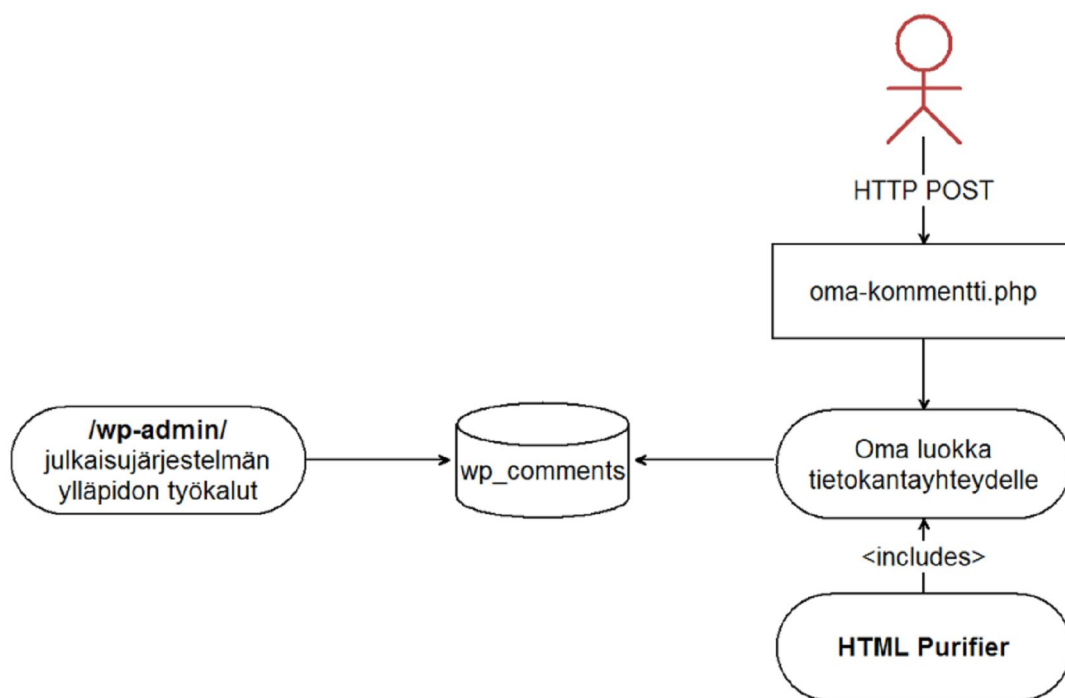 HTTP POST
oma-kommentti.php
/wp-admin/
julkaisujärjestelmän
ylläpidon työkalut
wp_comments
Oma luokka
tietokantayhteydelle
<includes>
HTML Purifier